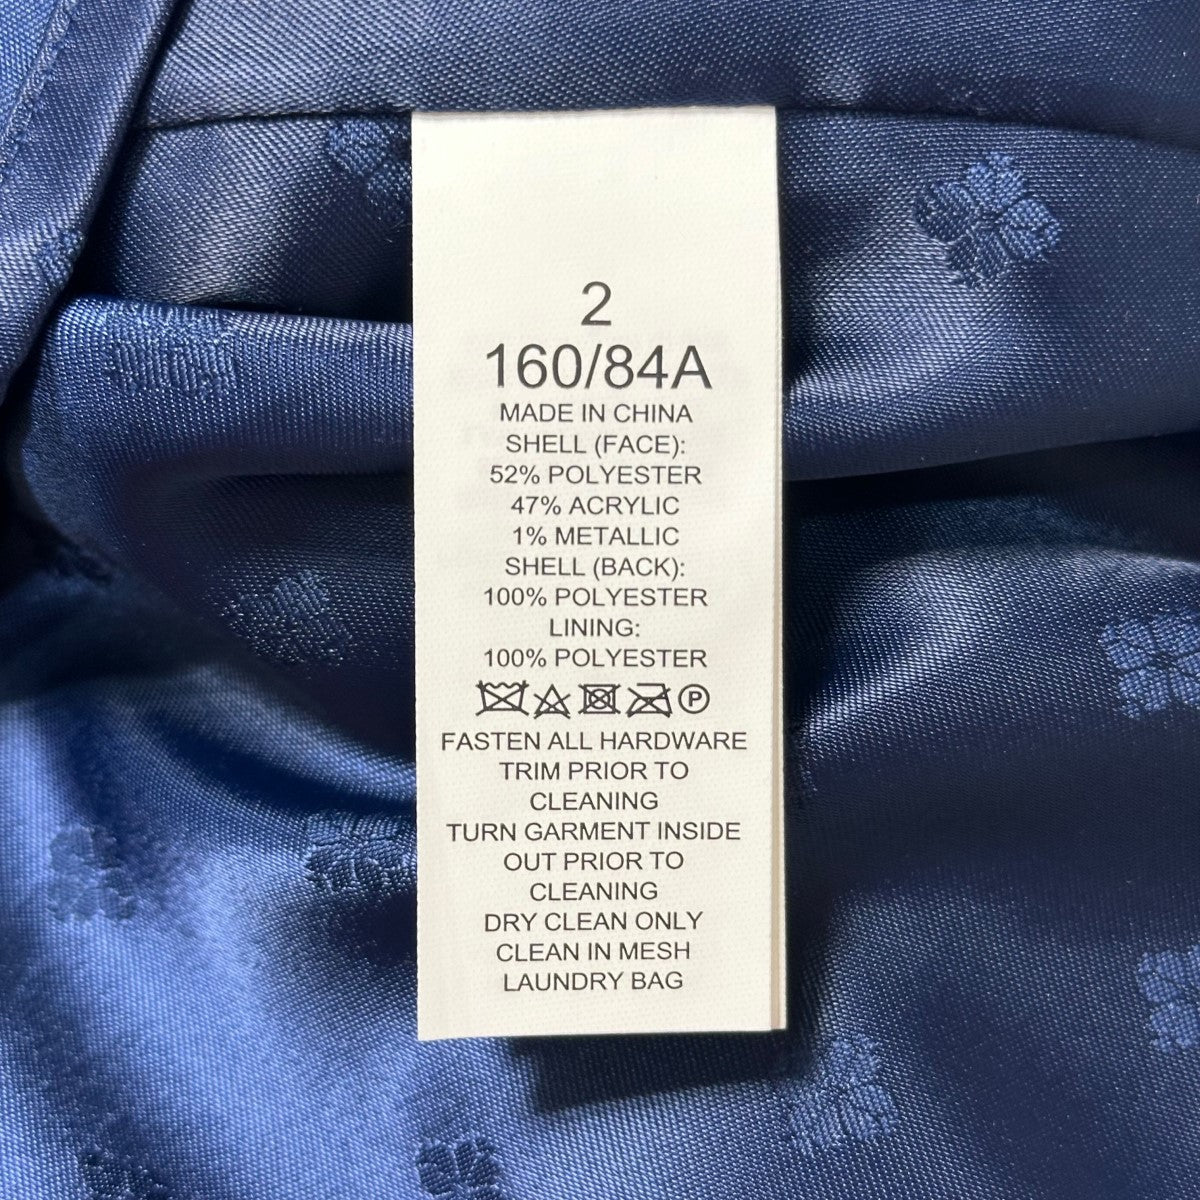 2
160/84A
MADE IN CHINA
SHELL (FACE):
52% POLYESTER
47% ACRYLIC
1% METALLIC
SHELL (BACK):
100% POLYESTER
LINING:
100% POLYESTER
P
FASTEN ALL HARDWARE
TRIM PRIOR TO
CLEANING
TURN GARMENT INSIDE
OUT PRIOR TO
CLEANING
DRY CLEAN ONLY
CLEAN IN MESH
LAUNDRY BAG